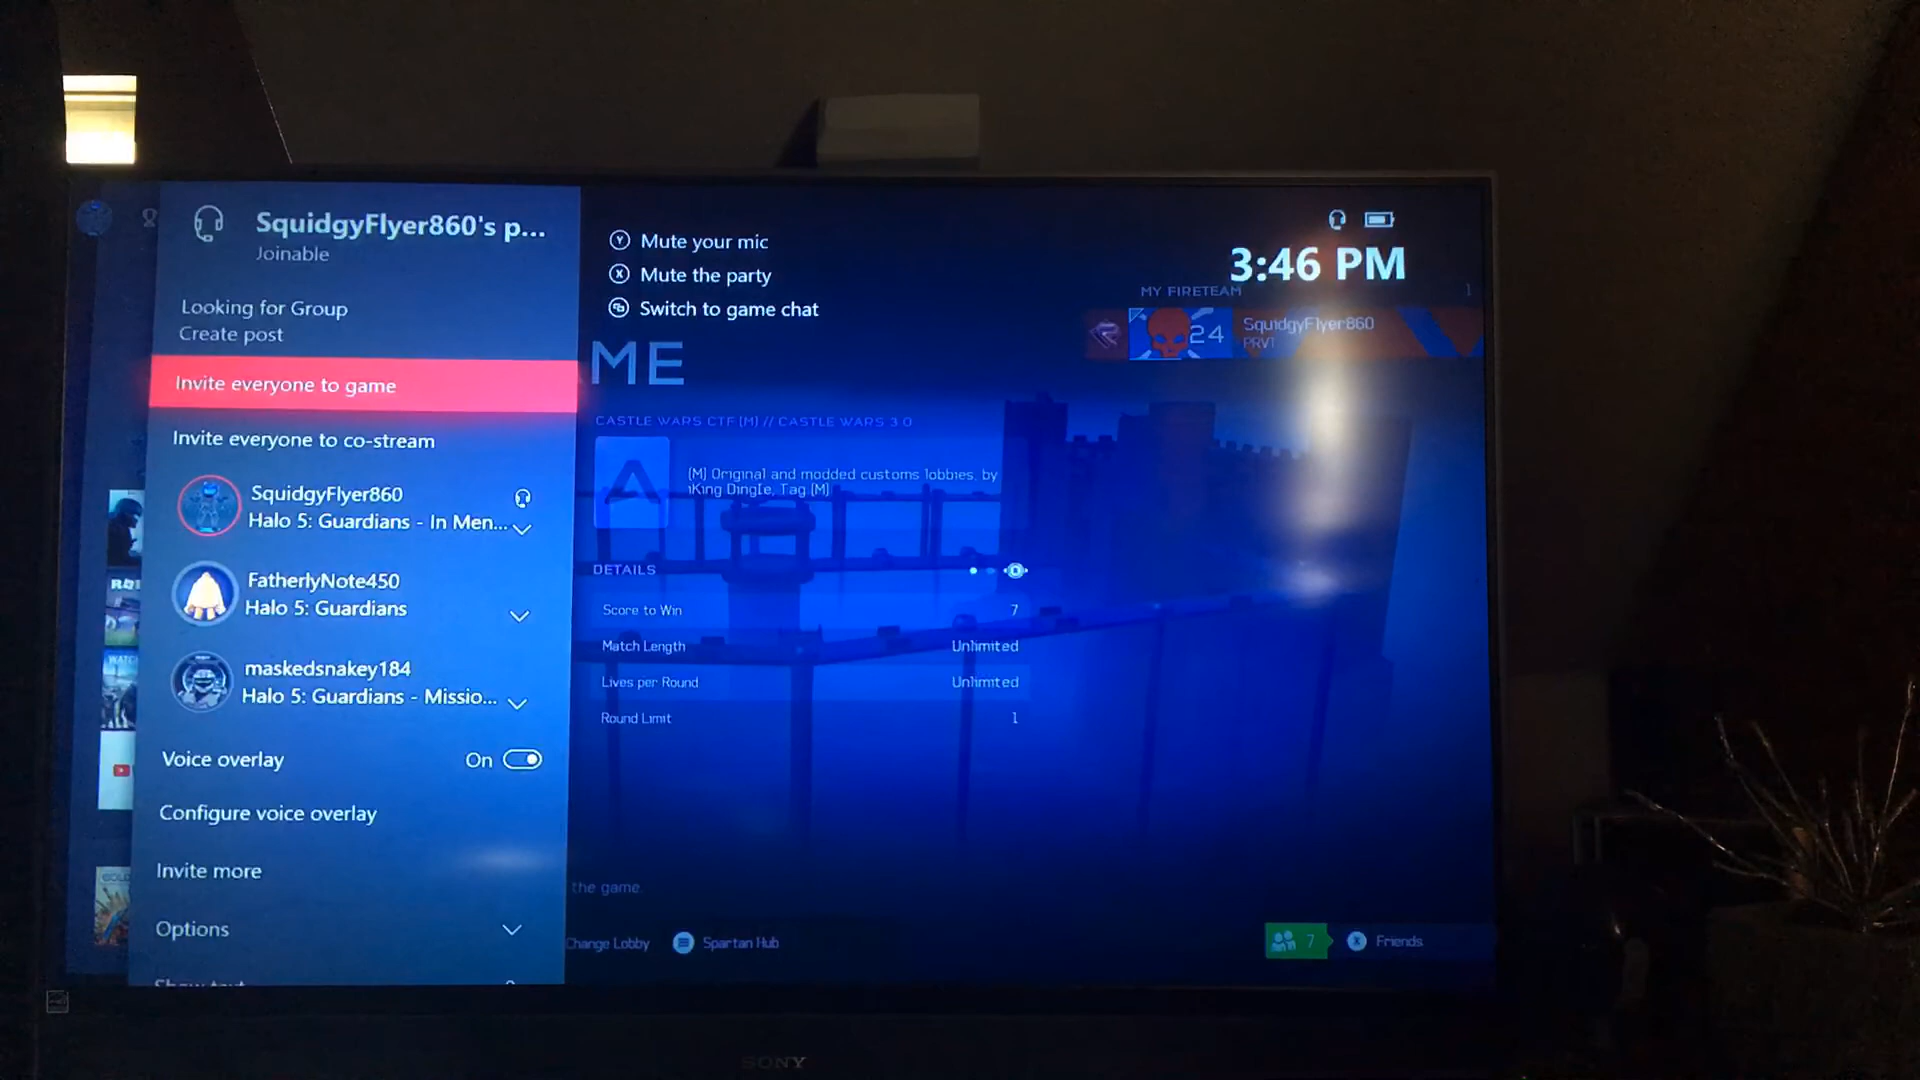 SquidgyFlyer860's p...
Joinable
Looking for Group
Create post
Invite everyone to game
Invite everyone to co-stream
SquidgyFlyer860
Halo 5: Guardians - In Men...
FatherlyNote450
Halo 5: Guardians
maskedsnakey184
Halo 5: Guardians - Missio...
Voice overlay On
Configure voice overlay
Invite more
Options
Y Mute your mic
X Mute the party
Switch to game chat
3:46 PM
MY FIRETEAM 1
24 SquidgyFlyer860
PRVT
ME
CASTLE WARS CTF [M] // CASTLE WARS 3.0
[M] Original and modded customs lobbies. by
iKing Dingle, Tag [M]
DETAILS
Score to Win 7
Match Length Unlimited
Lives per Round Unlimited
Round Limit 1
the game.
Change Lobby Spartan Hub
7 X Friends
SONY